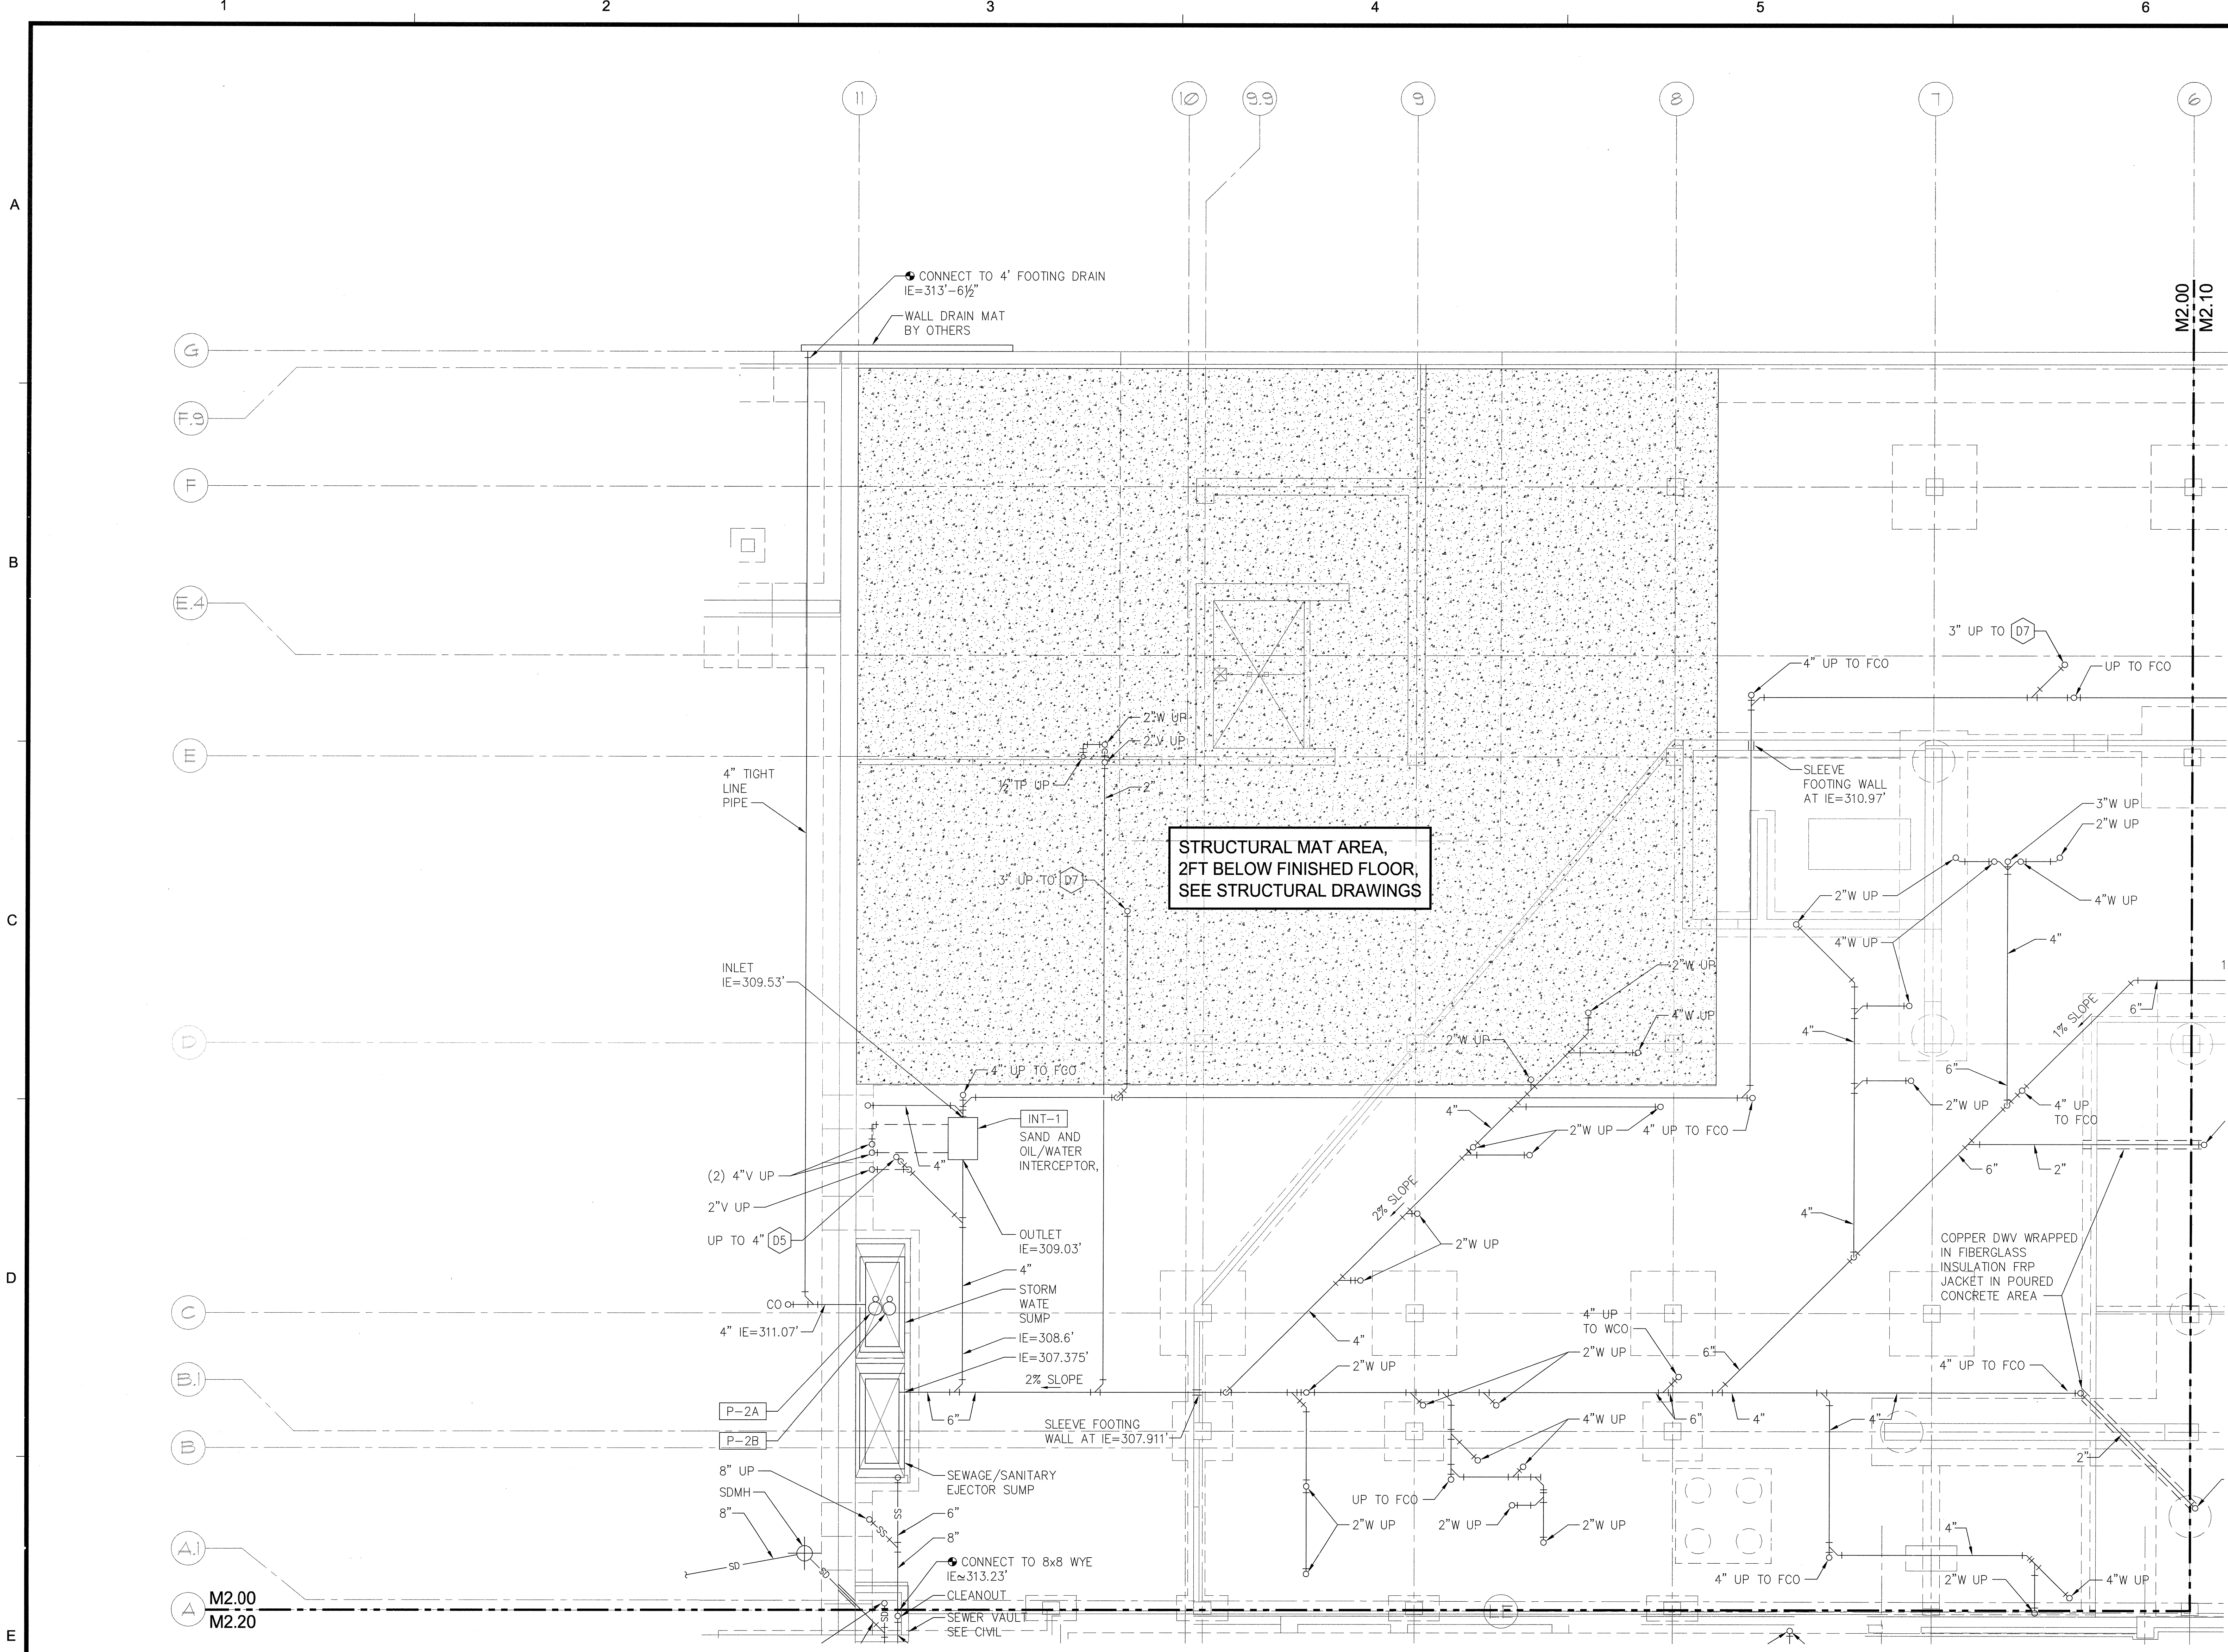 1
2
3
4
5
6
A
B
C
D
E
11
10
9.9
9
8
7
6
G
F.9
F
E.4
E
D
C
B.1
B
A.1
A
M2.00
M2.10
CONNECT TO 4' FOOTING DRAIN
IE=313'-6½"
WALL DRAIN MAT
BY OTHERS
3" UP TO D7
4" UP TO FCO
UP TO FCO
2"W UP
2"V UP
½"TP UP
2"
4" TIGHT
LINE
PIPE
SLEEVE
FOOTING WALL
AT IE=310.97'
3"W UP
2"W UP
STRUCTURAL MAT AREA,
2FT BELOW FINISHED FLOOR,
SEE STRUCTURAL DRAWINGS
3" UP TO D7
2"W UP
4"W UP
4"W UP
4"
INLET
IE=309.53'
2"W UP
4"W UP
2"W UP
4"
1% SLOPE
6"
1
4" UP TO FCO
6"
2"W UP
4" UP
TO FCO
INT-1
SAND AND
OIL/WATER
INTERCEPTOR,
4"
4"
2"W UP
4" UP TO FCO
6"
2"
(2) 4"V UP
2"V UP
UP TO 4" D5
2% SLOPE
4"
OUTLET
IE=309.03'
2"W UP
COPPER DWV WRAPPED
IN FIBERGLASS
INSULATION FRP
JACKET IN POURED
CONCRETE AREA
4"
STORM
WATE
SUMP
CO
4" IE=311.07'
IE=308.6'
IE=307.375'
4"
4" UP
TO WCO
2% SLOPE
2"W UP
2"W UP
6"
4" UP TO FCO
P-2A
P-2B
6"
SLEEVE FOOTING
WALL AT IE=307.911'
4"W UP
6"
4"
4"
2"
8" UP
SDMH
8"
SEWAGE/SANITARY
EJECTOR SUMP
SS
6"
SS
8"
UP TO FCO
2"W UP
2"W UP
2"W UP
4"
SD
SD
CONNECT TO 8x8 WYE
IE≃313.23'
CLEANOUT
4" UP TO FCO
2"W UP
4"W UP
M2.00
M2.20
SD
SEWER VAULT
SEE CIVIL